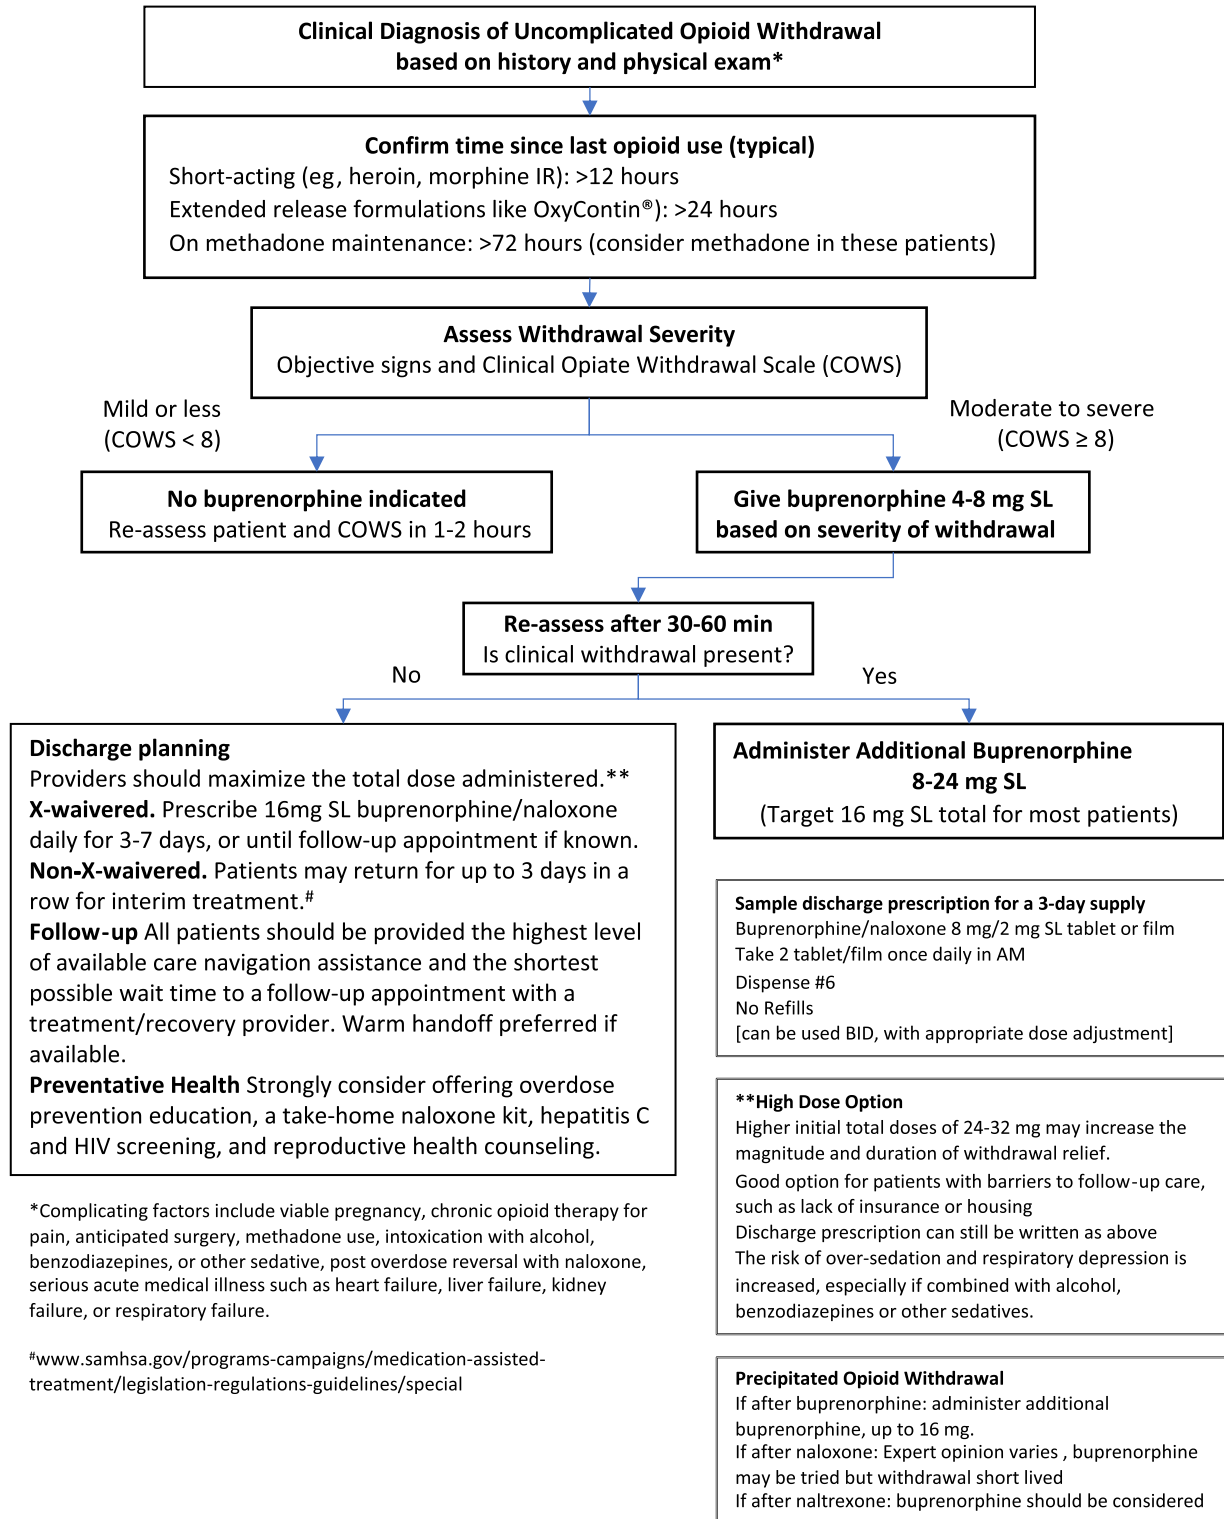 Clinical Diagnosis of Uncomplicated Opioid Withdrawal
based on history and physical exam*
Confirm time since last opioid use (typical)
Short-acting (eg, heroin, morphine IR): >12 hours
Extended release formulations like OxyContin®): >24 hours
On methadone maintenance: >72 hours (consider methadone in these patients)
Assess Withdrawal Severity
Objective signs and Clinical Opiate Withdrawal Scale (COWS)
Mild or less
(COWS < 8)
Moderate to severe
(COWS ≥ 8)
No buprenorphine indicated
Re-assess patient and COWS in 1-2 hours
Give buprenorphine 4-8 mg SL
based on severity of withdrawal
Re-assess after 30-60 min
Is clinical withdrawal present?
No
Yes
Discharge planning
Providers should maximize the total dose administered.**
X-waivered. Prescribe 16mg SL buprenorphine/naloxone
daily for 3-7 days, or until follow-up appointment if known.
Non-X-waivered. Patients may return for up to 3 days in a
row for interim treatment.#
Follow-up All patients should be provided the highest level
of available care navigation assistance and the shortest
possible wait time to a follow-up appointment with a
treatment/recovery provider. Warm handoff preferred if
available.
Preventative Health Strongly consider offering overdose
prevention education, a take-home naloxone kit, hepatitis C
and HIV screening, and reproductive health counseling.
Administer Additional Buprenorphine
8-24 mg SL
(Target 16 mg SL total for most patients)
Sample discharge prescription for a 3-day supply
Buprenorphine/naloxone 8 mg/2 mg SL tablet or film
Take 2 tablet/film once daily in AM
Dispense #6
No Refills
[can be used BID, with appropriate dose adjustment]
**High Dose Option
Higher initial total doses of 24-32 mg may increase the
magnitude and duration of withdrawal relief.
Good option for patients with barriers to follow-up care,
such as lack of insurance or housing
Discharge prescription can still be written as above
The risk of over-sedation and respiratory depression is
increased, especially if combined with alcohol,
benzodiazepines or other sedatives.
*Complicating factors include viable pregnancy, chronic opioid therapy for
pain, anticipated surgery, methadone use, intoxication with alcohol,
benzodiazepines, or other sedative, post overdose reversal with naloxone,
serious acute medical illness such as heart failure, liver failure, kidney
failure, or respiratory failure.
#www.samhsa.gov/programs-campaigns/medication-assisted-
treatment/legislation-regulations-guidelines/special
Precipitated Opioid Withdrawal
If after buprenorphine: administer additional
buprenorphine, up to 16 mg.
If after naloxone: Expert opinion varies , buprenorphine
may be tried but withdrawal short lived
If after naltrexone: buprenorphine should be considered